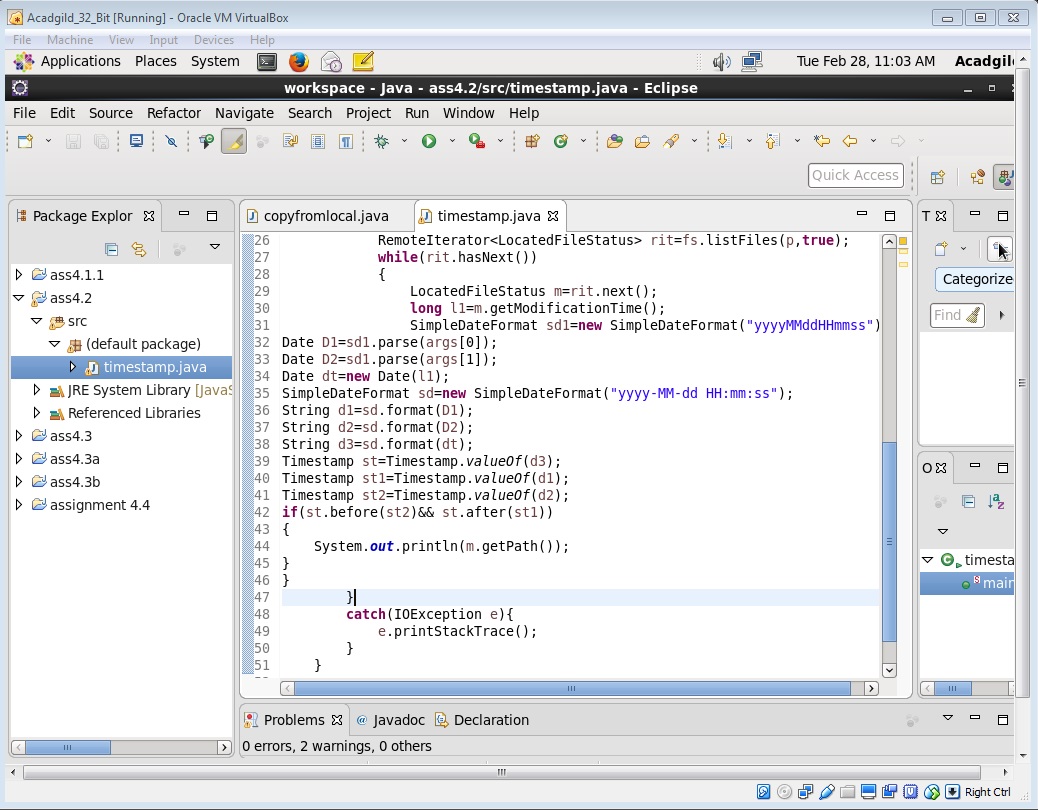 Acadgild_32_Bit [Running] - Oracle VM VirtualBox
File Machine View Input Devices Help
Applications Places System Tue Feb 28, 11:03 AM Acadgil
workspace - Java - ass4.2/src/timestamp.java - Eclipse
File Edit Source Refactor Navigate Search Project Run Window Help
Quick Access
Package Explor
ass4.1.1
ass4.2
src
(default package)
timestamp.java
JRE System Library [JavaS
Referenced Libraries
ass4.3
ass4.3a
ass4.3b
assignment 4.4
copyfromlocal.java timestamp.java
26 RemoteIterator<LocatedFileStatus> rit=fs.listFiles(p,true);
27 while(rit.hasNext())
28 {
29 LocatedFileStatus m=rit.next();
30 long l1=m.getModificationTime();
31 SimpleDateFormat sd1=new SimpleDateFormat("yyyyMMddHHmmss")
32 Date D1=sd1.parse(args[0]);
33 Date D2=sd1.parse(args[1]);
34 Date dt=new Date(l1);
35 SimpleDateFormat sd=new SimpleDateFormat("yyyy-MM-dd HH:mm:ss");
36 String d1=sd.format(D1);
37 String d2=sd.format(D2);
38 String d3=sd.format(dt);
39 Timestamp st=Timestamp.valueOf(d3);
40 Timestamp st1=Timestamp.valueOf(d1);
41 Timestamp st2=Timestamp.valueOf(d2);
42 if(st.before(st2)&& st.after(st1))
43 {
44 System.out.println(m.getPath());
45 }
46 }
47 }
48 catch(IOException e){
49 e.printStackTrace();
50 }
51 }
T
Categorize
Find
O
timesta
main
Problems Javadoc Declaration
0 errors, 2 warnings, 0 others
Right Ctrl